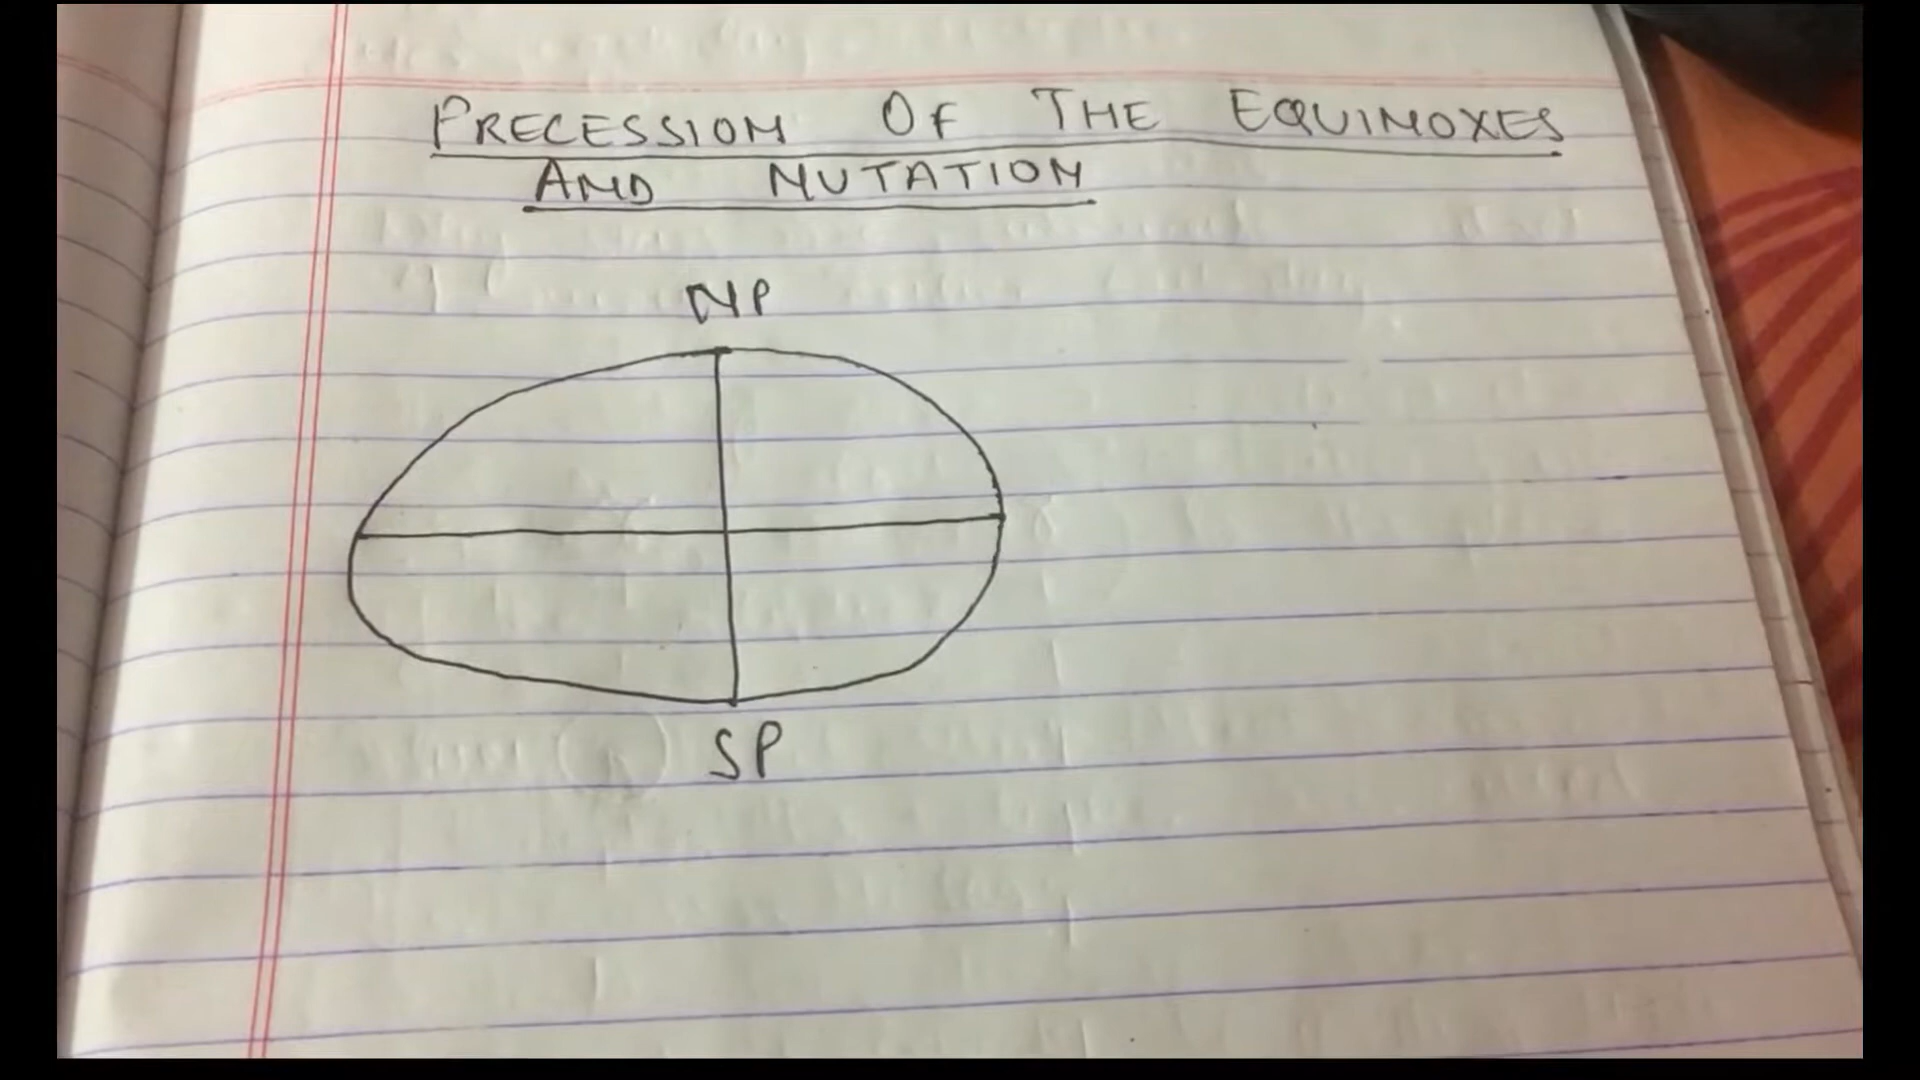 PRECESSION OF THE EQUINOXES
AND NUTATION
NP
SP